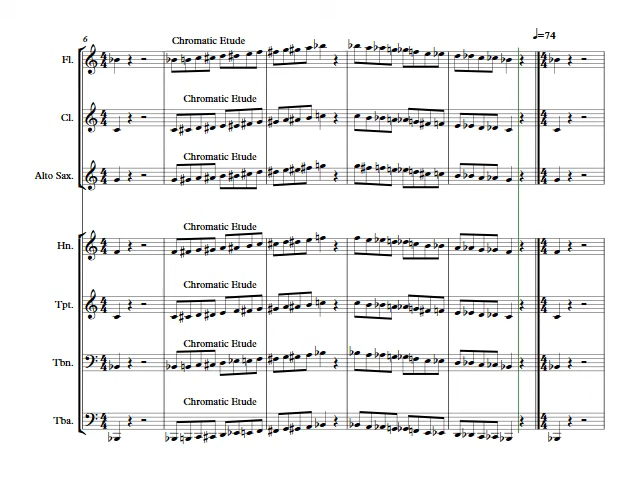 ♩=74
6
Chromatic Etude
Fl.
Chromatic Etude
Cl.
Chromatic Etude
Alto Sax.
Chromatic Etude
Hn.
Chromatic Etude
Tpt.
Chromatic Etude
Tbn.
Chromatic Etude
Tba.